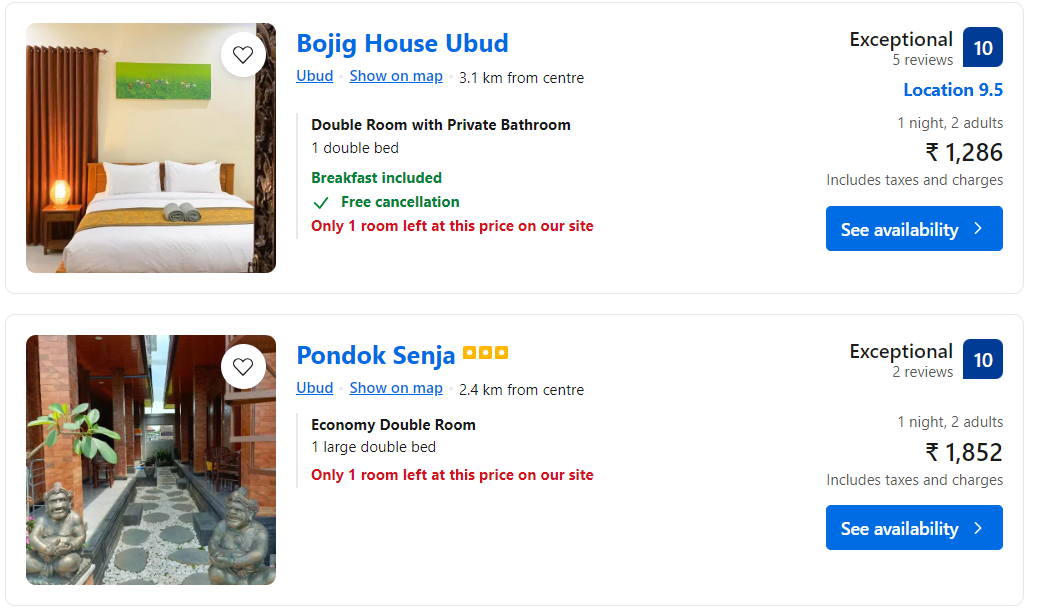 Bojig House Ubud
Ubud Show on map 3.1 km from centre
Double Room with Private Bathroom
1 double bed
Breakfast included
Free cancellation
Only 1 room left at this price on our site
Exceptional 10
5 reviews
Location 9.5
1 night, 2 adults
₹ 1,286
Includes taxes and charges
See availability
Pondok Senja
Ubud Show on map 2.4 km from centre
Economy Double Room
1 large double bed
Only 1 room left at this price on our site
Exceptional 10
2 reviews
1 night, 2 adults
₹ 1,852
Includes taxes and charges
See availability